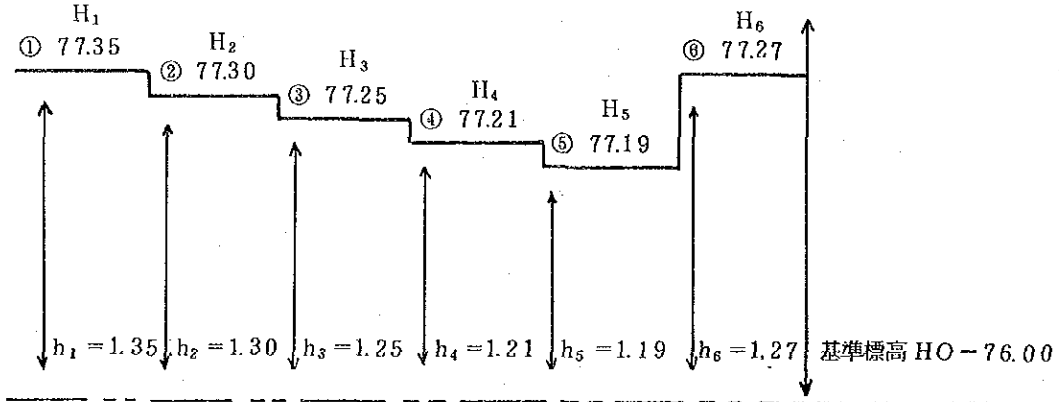 H₁
① 77.35
H₂
② 77.30
H₃
③ 77.25
H₄
④ 77.21
H₅
⑤ 77.19
H₆
⑥ 77.27
h₁ = 1.35 h₂ = 1.30 h₃ = 1.25 h₄ = 1.21 h₅ = 1.19 h₆ = 1.27 基準標高 HO - 76.00